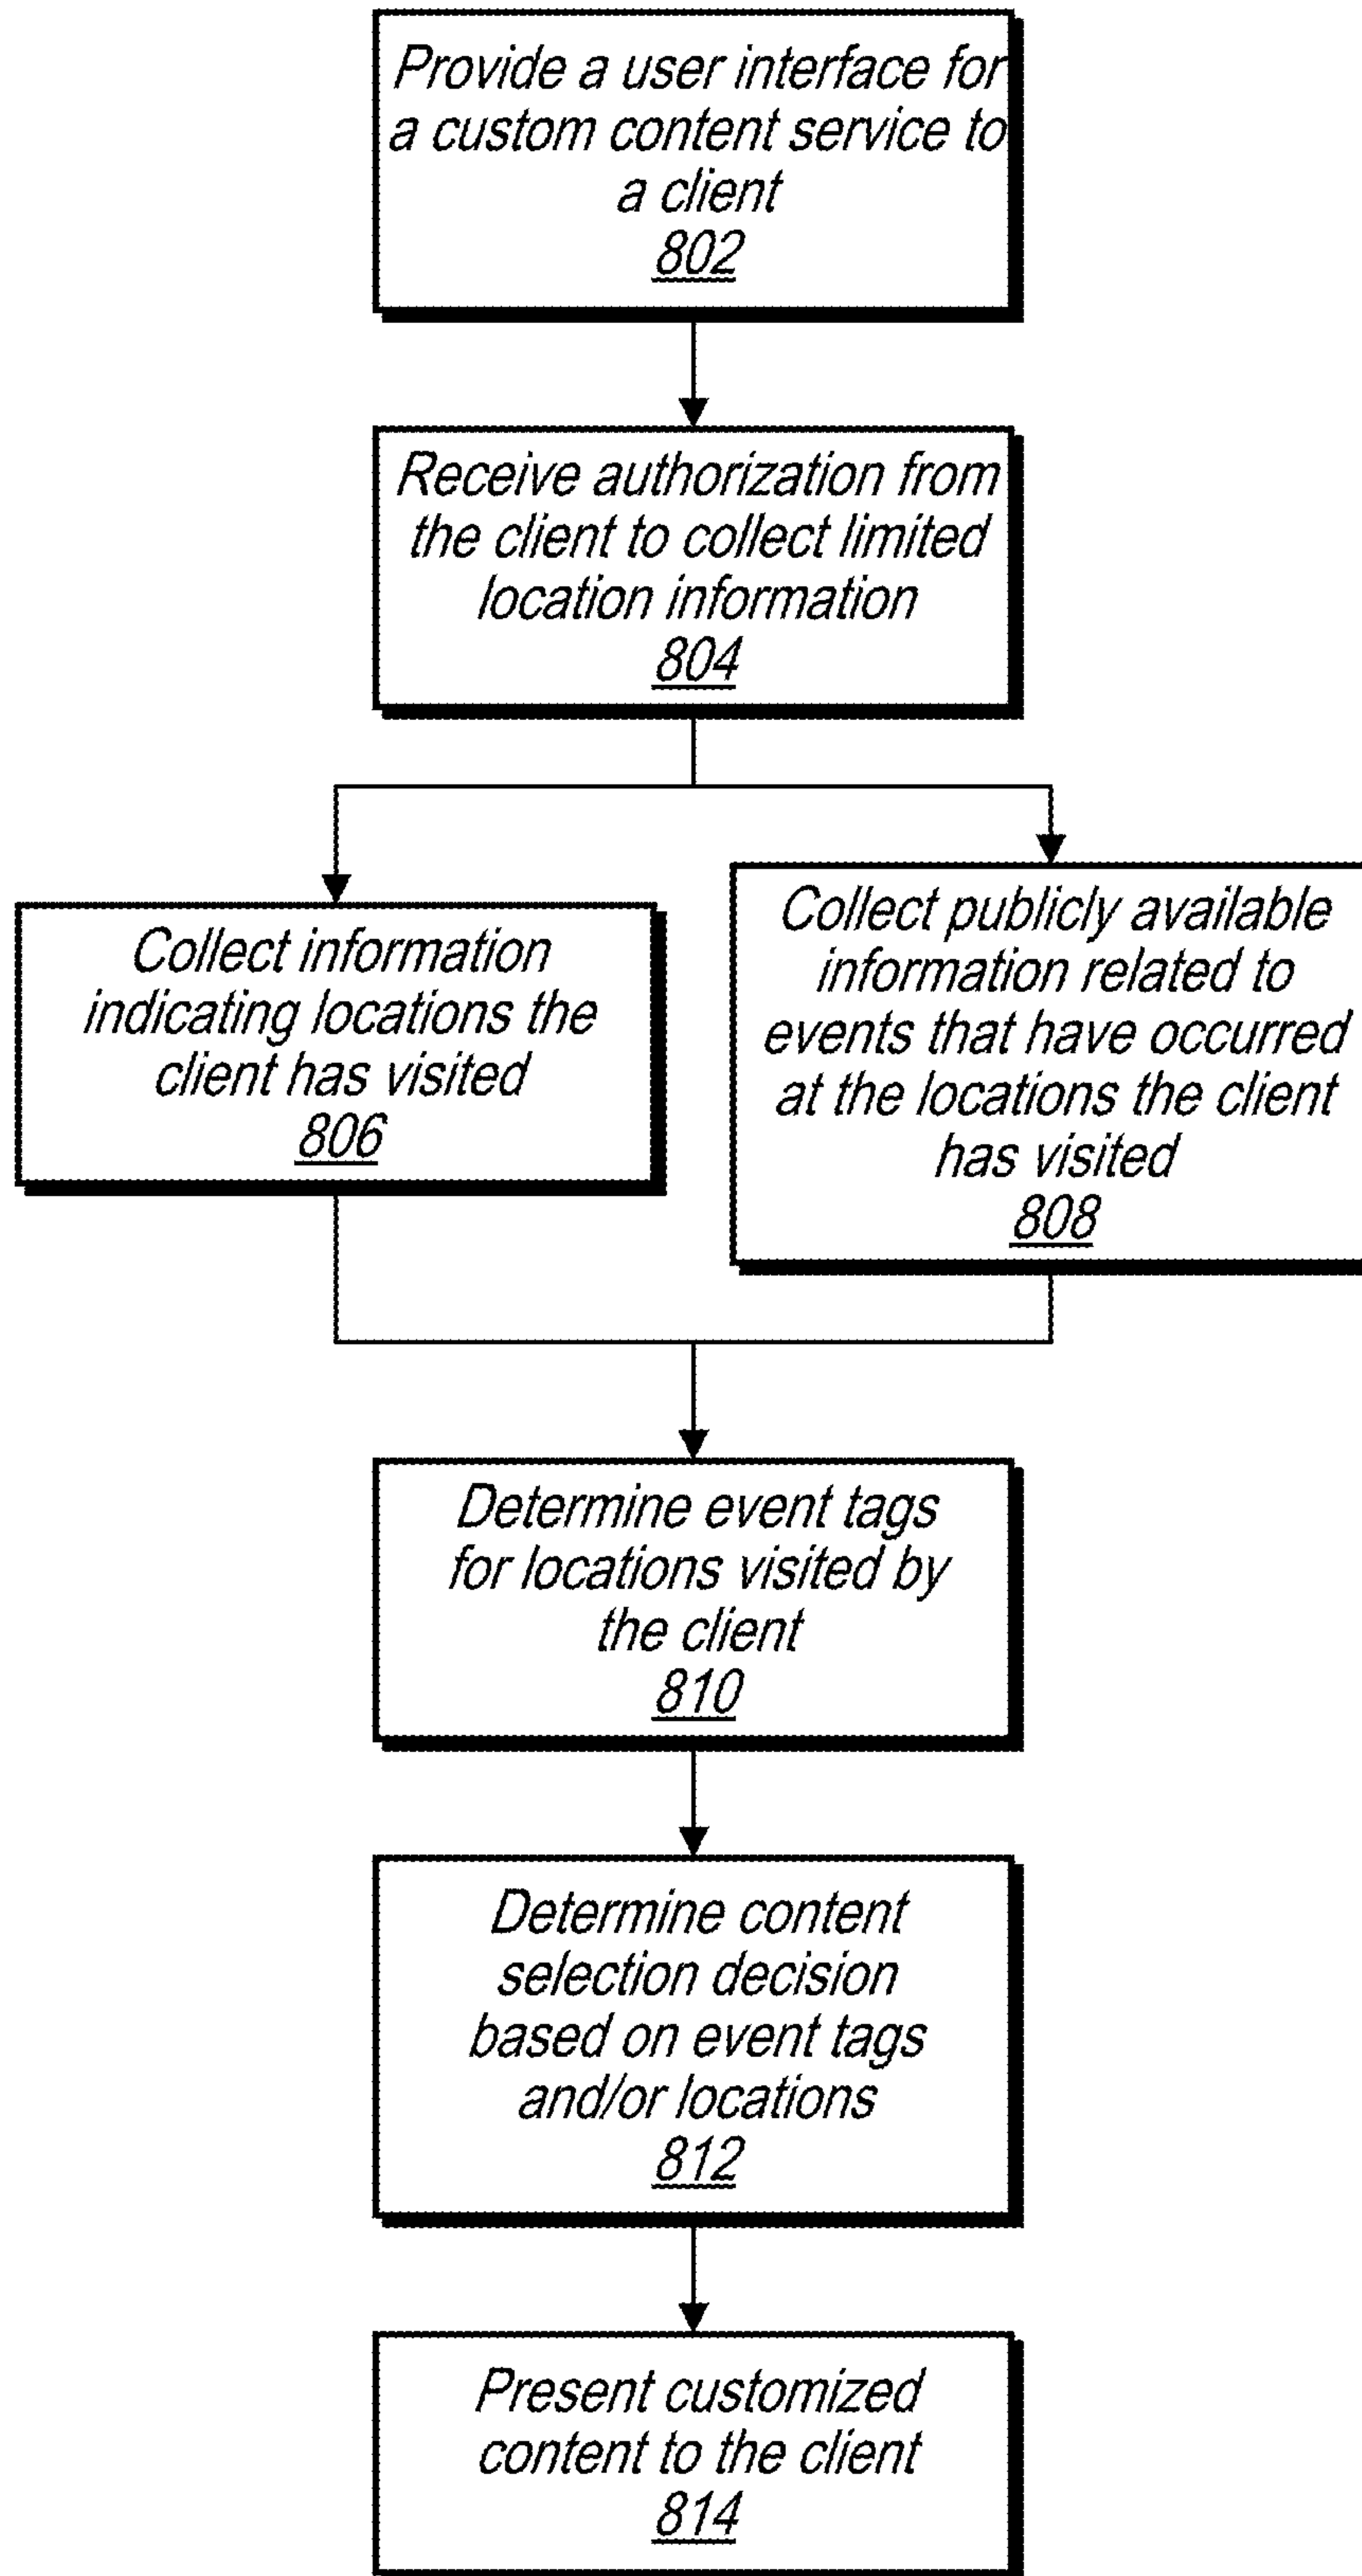 Provide a user interface for
a custom content service to
a client
802
Receive authorization from
the client to collect limited
location information
804
Collect information
indicating locations the
client has visited
806
Collect publicly available
information related to
events that have occurred
at the locations the client
has visited
808
Determine event tags
for locations visited by
the client
810
Determine content
selection decision
based on event tags
and/or locations
812
Present customized
content to the client
814